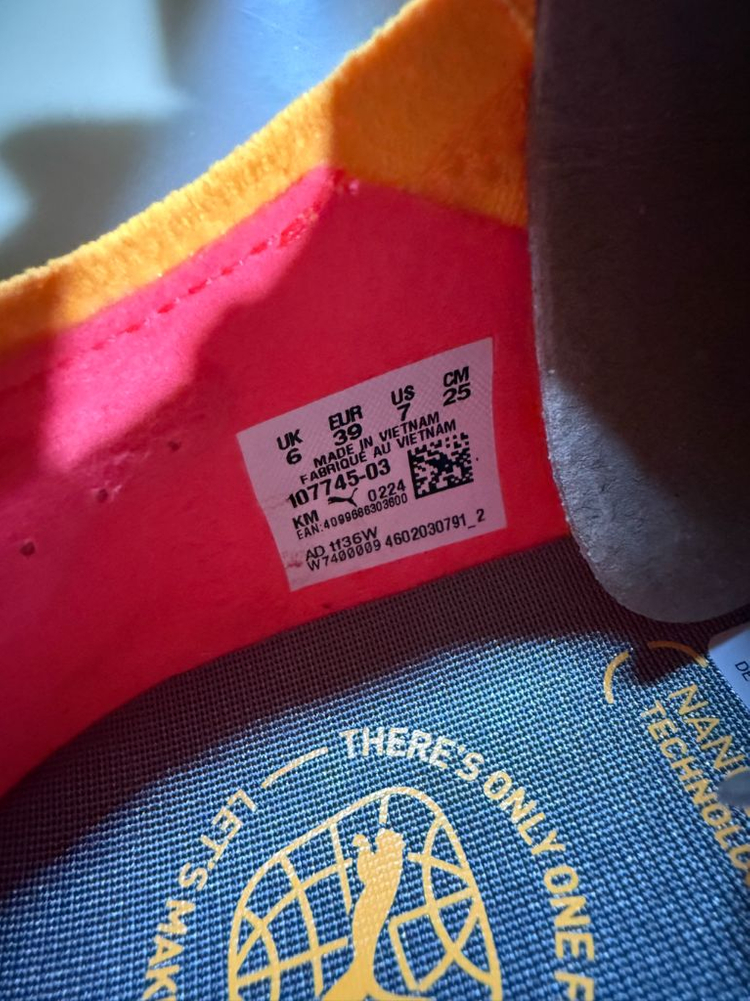 UK EUR US CM
6 39 7 25
MADE IN VIETNAM
FABRIQUE AU VIETNAM
107745-03
KM 0224
EAN:4099686303600
AD 1136W
W7400009 4602030791_2
THERE'S ONLY ONE
LET'S
TECHNOLO
DE